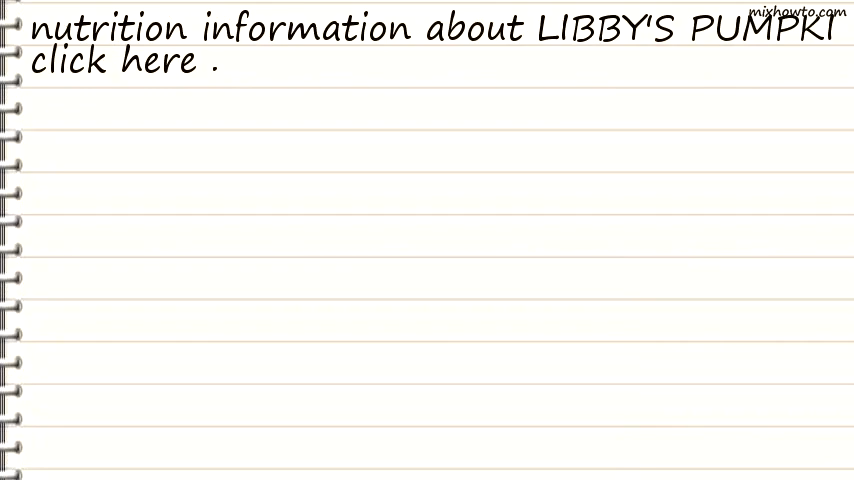 mixhowto.com
nutrition information about LIBBY'S PUMPKI
click here .